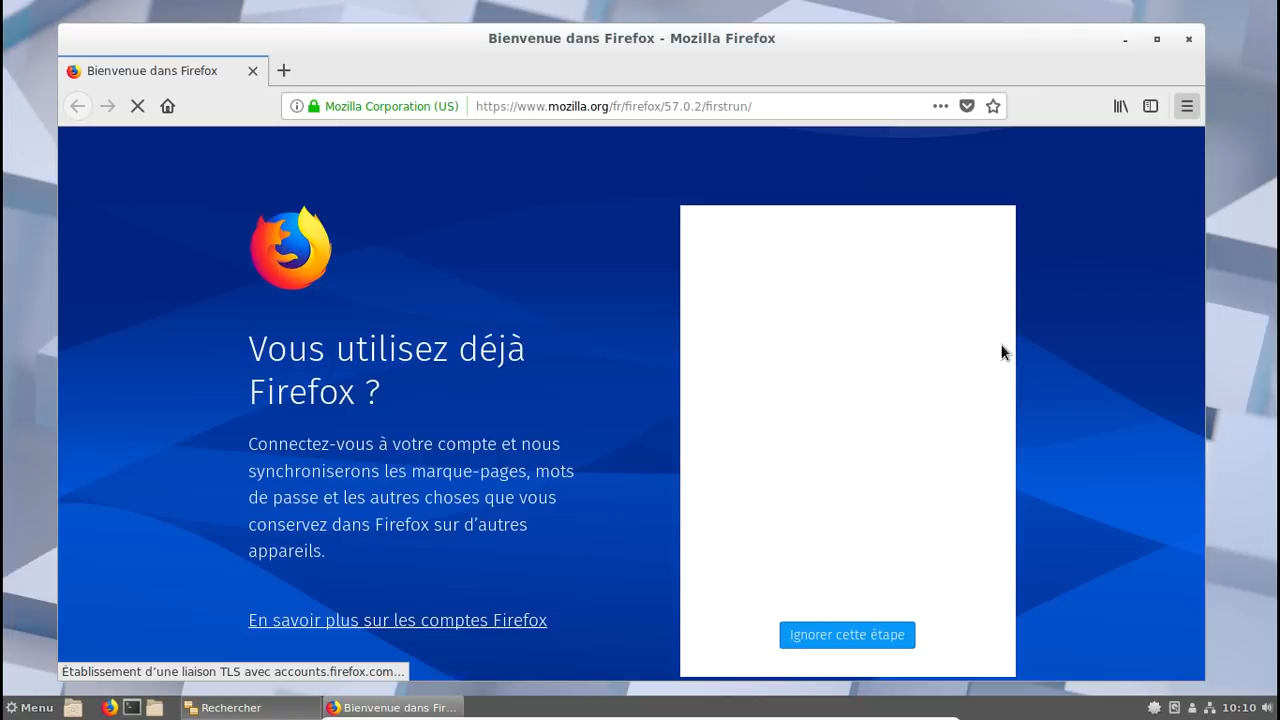 Bienvenue dans Firefox - Mozilla Firefox
Bienvenue dans Firefox
Mozilla Corporation (US)
https://www.mozilla.org/fr/firefox/57.0.2/firstrun/
Vous utilisez déjà
Firefox ?
Connectez-vous à votre compte et nous
synchroniserons les marque-pages, mots
de passe et les autres choses que vous
conservez dans Firefox sur d’autres
appareils.
En savoir plus sur les comptes Firefox
Ignorer cette étape
Établissement d’une liaison TLS avec accounts.firefox.com…
Menu
Rechercher
Bienvenue dans Fir...
10:10